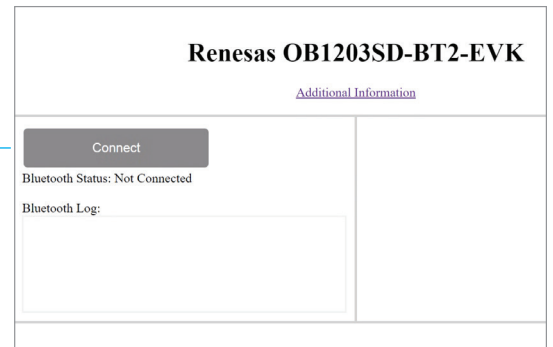 Renesas OB1203SD-BT2-EVK
Additional Information
Connect
Bluetooth Status: Not Connected
Bluetooth Log: